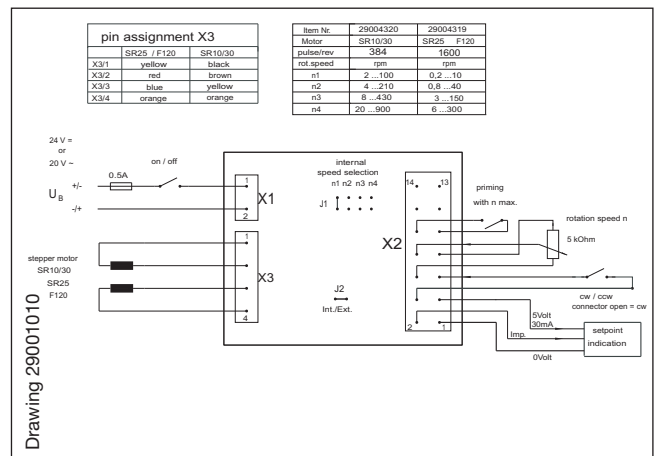 pin assignment X3
SR25 / F120 SR10/30
X3/1 yellow black
X3/2 red brown
X3/3 blue yellow
X3/4 orange orange
Item Nr. 29004320 29004319
Motor SR10/30 SR25 F120
pulse/rev 384 1600
rot.speed rpm rpm
n1 2 ...100 0,2 ...10
n2 4 ...210 0,8 ...40
n3 8 ...430 3 ...150
n4 20 ...900 6 ...300
24 V =
or
20 V ~
on / off
0.5A
+/-
U B
-/+
1
X1
2
internal
speed selection
n1 n2 n3 n4
J1
J2
Int./Ext.
1
X3
4
stepper motor
SR10/30
SR25
F120
14 13
X2
2 1
priming
with n max.
rotation speed n
5 kOhm
cw / ccw
connector open = cw
5Volt
30mA
Imp.
0Volt
setpoint
indication
Drawing 29001010